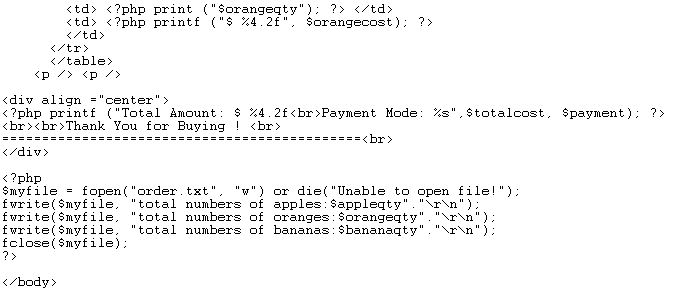 <td> <?php print ("$orangeqty"); ?> </td>
<td> <?php printf ("$ %4.2f", $orangecost); ?>
</td>
</tr>
</table>
<p /> <p />
<div align ="center">
<?php printf ("Total Amount: $ %4.2f<br>Payment Mode: %s",$totalcost, $payment); ?>
<br><br>Thank You for Buying ! <br>
=============================================<br>
</div>
<?php
$myfile = fopen("order.txt", "w") or die("Unable to open file!");
fwrite($myfile, "total numbers of apples:$appleqty"."\r\n");
fwrite($myfile, "total numbers of oranges:$orangeqty"."\r\n");
fwrite($myfile, "total numbers of bananas:$bananaqty"."\r\n");
fclose($myfile);
?>
</body>